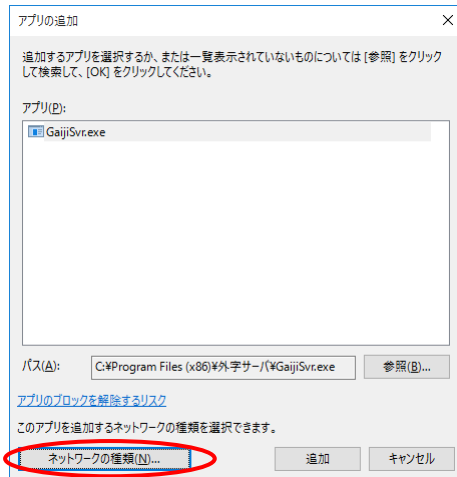 アプリの追加
追加するアプリを選択するか、または一覧表示されていないものについては [参照] をクリック
して検索して、[OK] をクリックしてください。
アプリ(P):
GaijiSvr.exe
パス(A):
C:¥Program Files (x86)¥外字サーバ¥GaijiSvr.exe
参照(B)...
アプリのブロックを解除するリスク
このアプリを追加するネットワークの種類を選択できます。
ネットワークの種類(N)...
追加
キャンセル